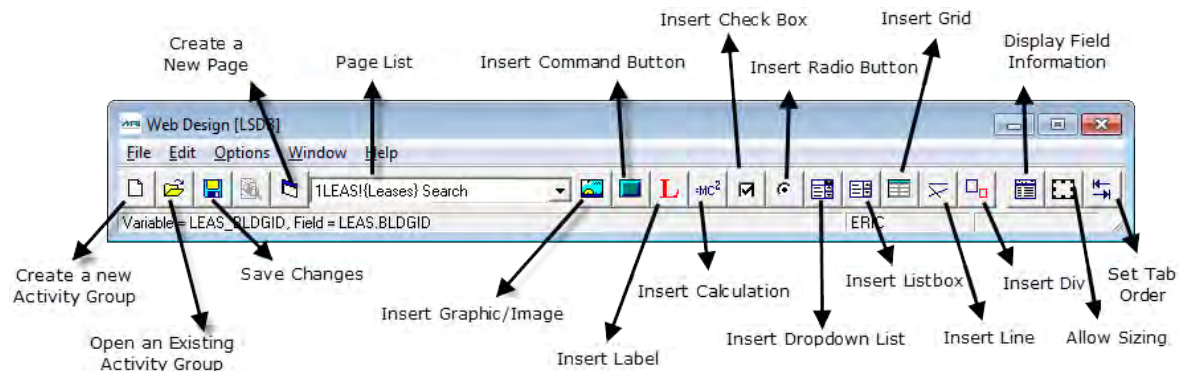 Insert Check Box
Insert Grid
Create a
New Page
Page List
Insert Command Button
Insert Radio Button
Display Field
Information
Web Design [LSDB]
File Edit Options Window Help
1LEAS!{Leases} Search
L
=MC²
Variable = LEAS_BLDGID, Field = LEAS.BLDGID
ERIC
Create a new
Activity Group
Save Changes
Open an Existing
Activity Group
Insert Graphic/Image
Insert Label
Insert Calculation
Insert Dropdown List
Insert Listbox
Insert Line
Insert Div
Allow Sizing
Set Tab
Order